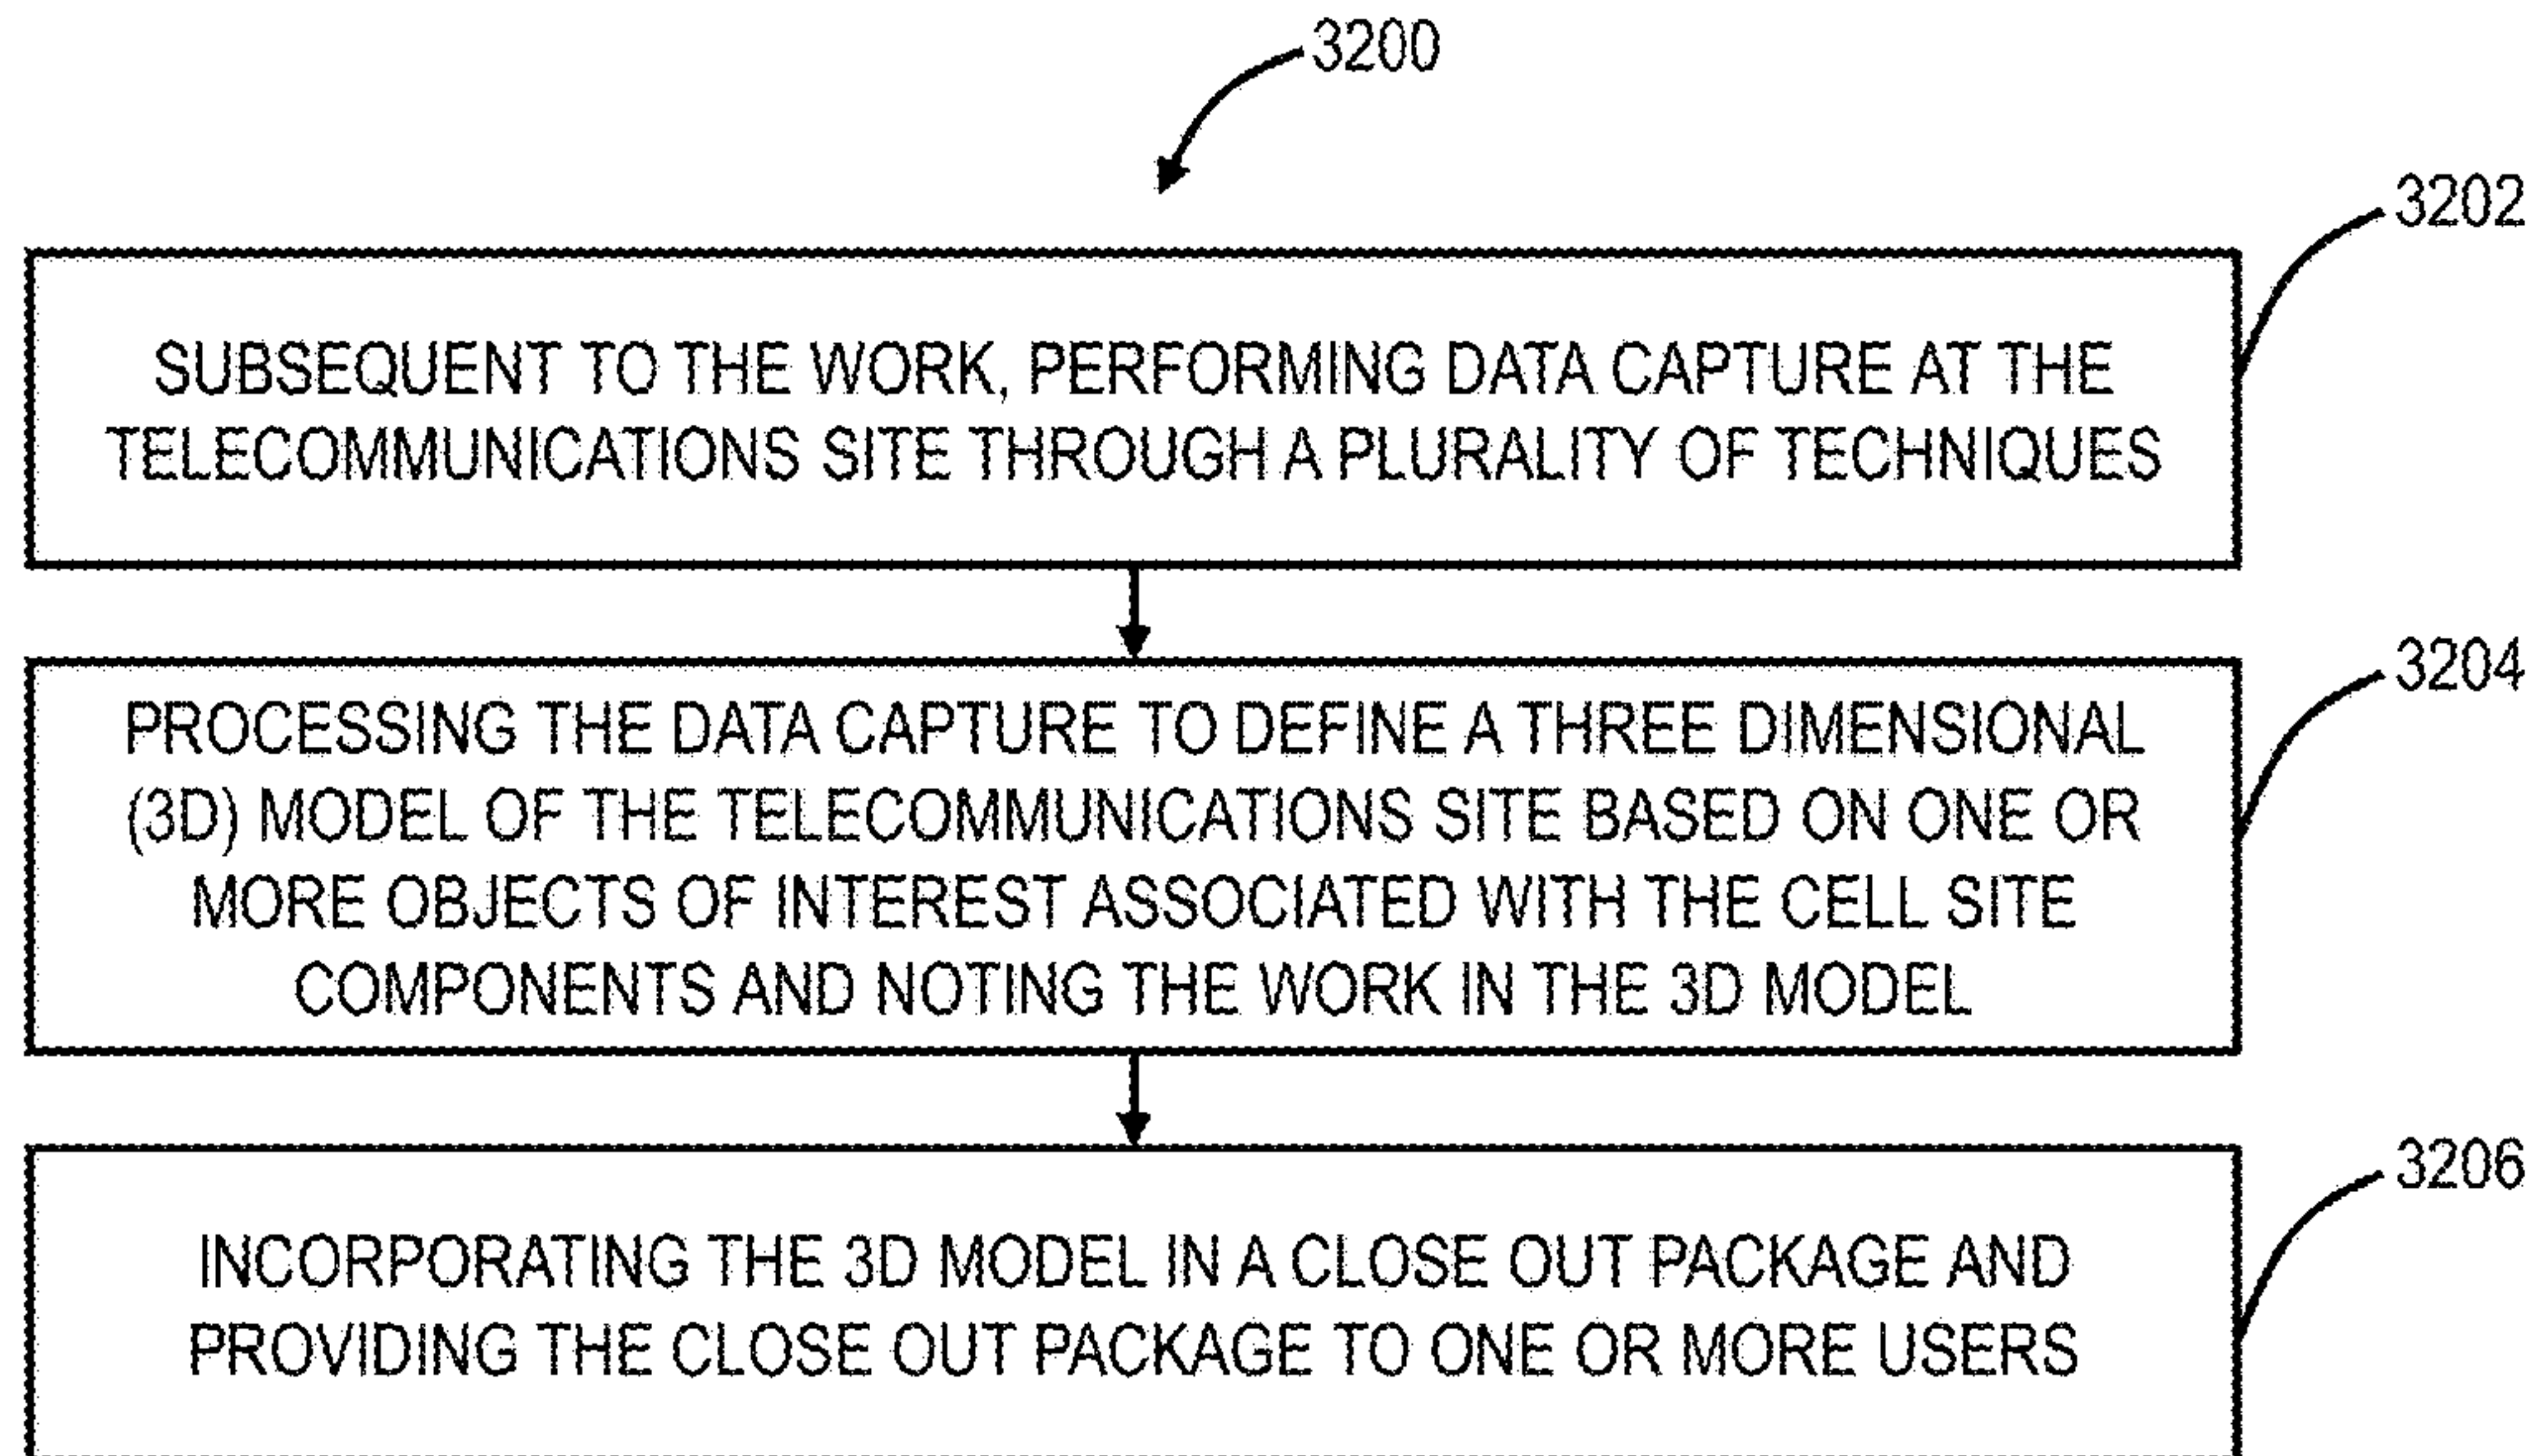 3200
3202
SUBSEQUENT TO THE WORK, PERFORMING DATA CAPTURE AT THE
TELECOMMUNICATIONS SITE THROUGH A PLURALITY OF TECHNIQUES
3204
PROCESSING THE DATA CAPTURE TO DEFINE A THREE DIMENSIONAL
(3D) MODEL OF THE TELECOMMUNICATIONS SITE BASED ON ONE OR
MORE OBJECTS OF INTEREST ASSOCIATED WITH THE CELL SITE
COMPONENTS AND NOTING THE WORK IN THE 3D MODEL
3206
INCORPORATING THE 3D MODEL IN A CLOSE OUT PACKAGE AND
PROVIDING THE CLOSE OUT PACKAGE TO ONE OR MORE USERS